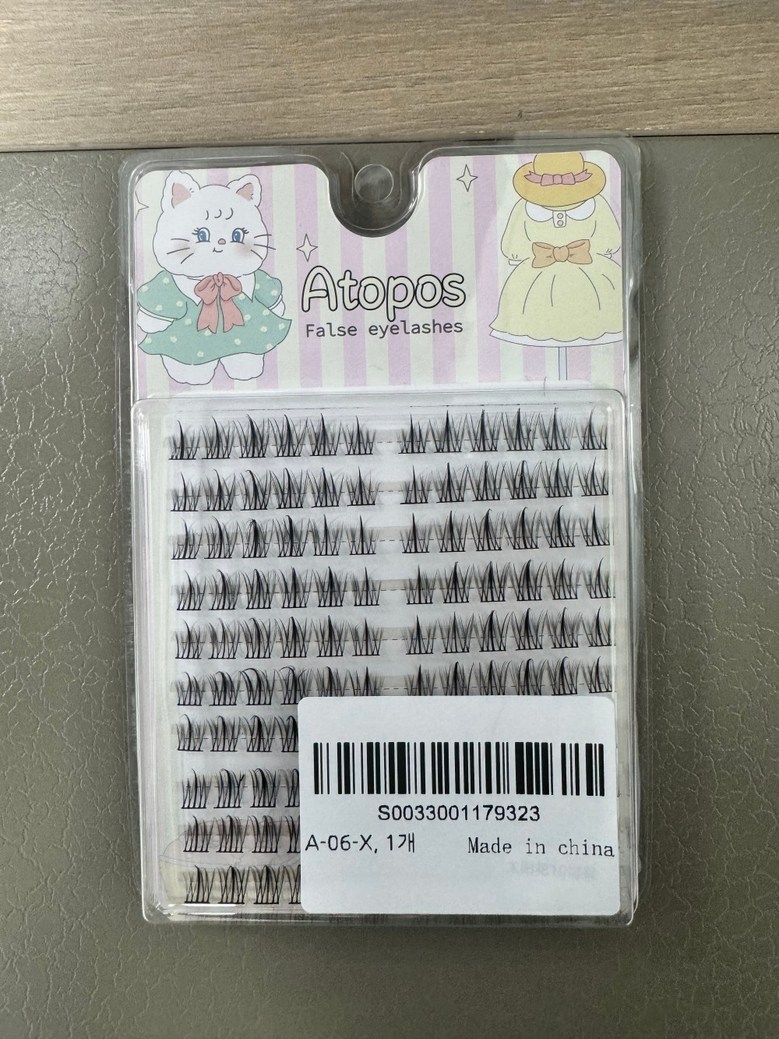 Atopos
False eyelashes
S0033001179323
A-06-X, 1개 Made in china